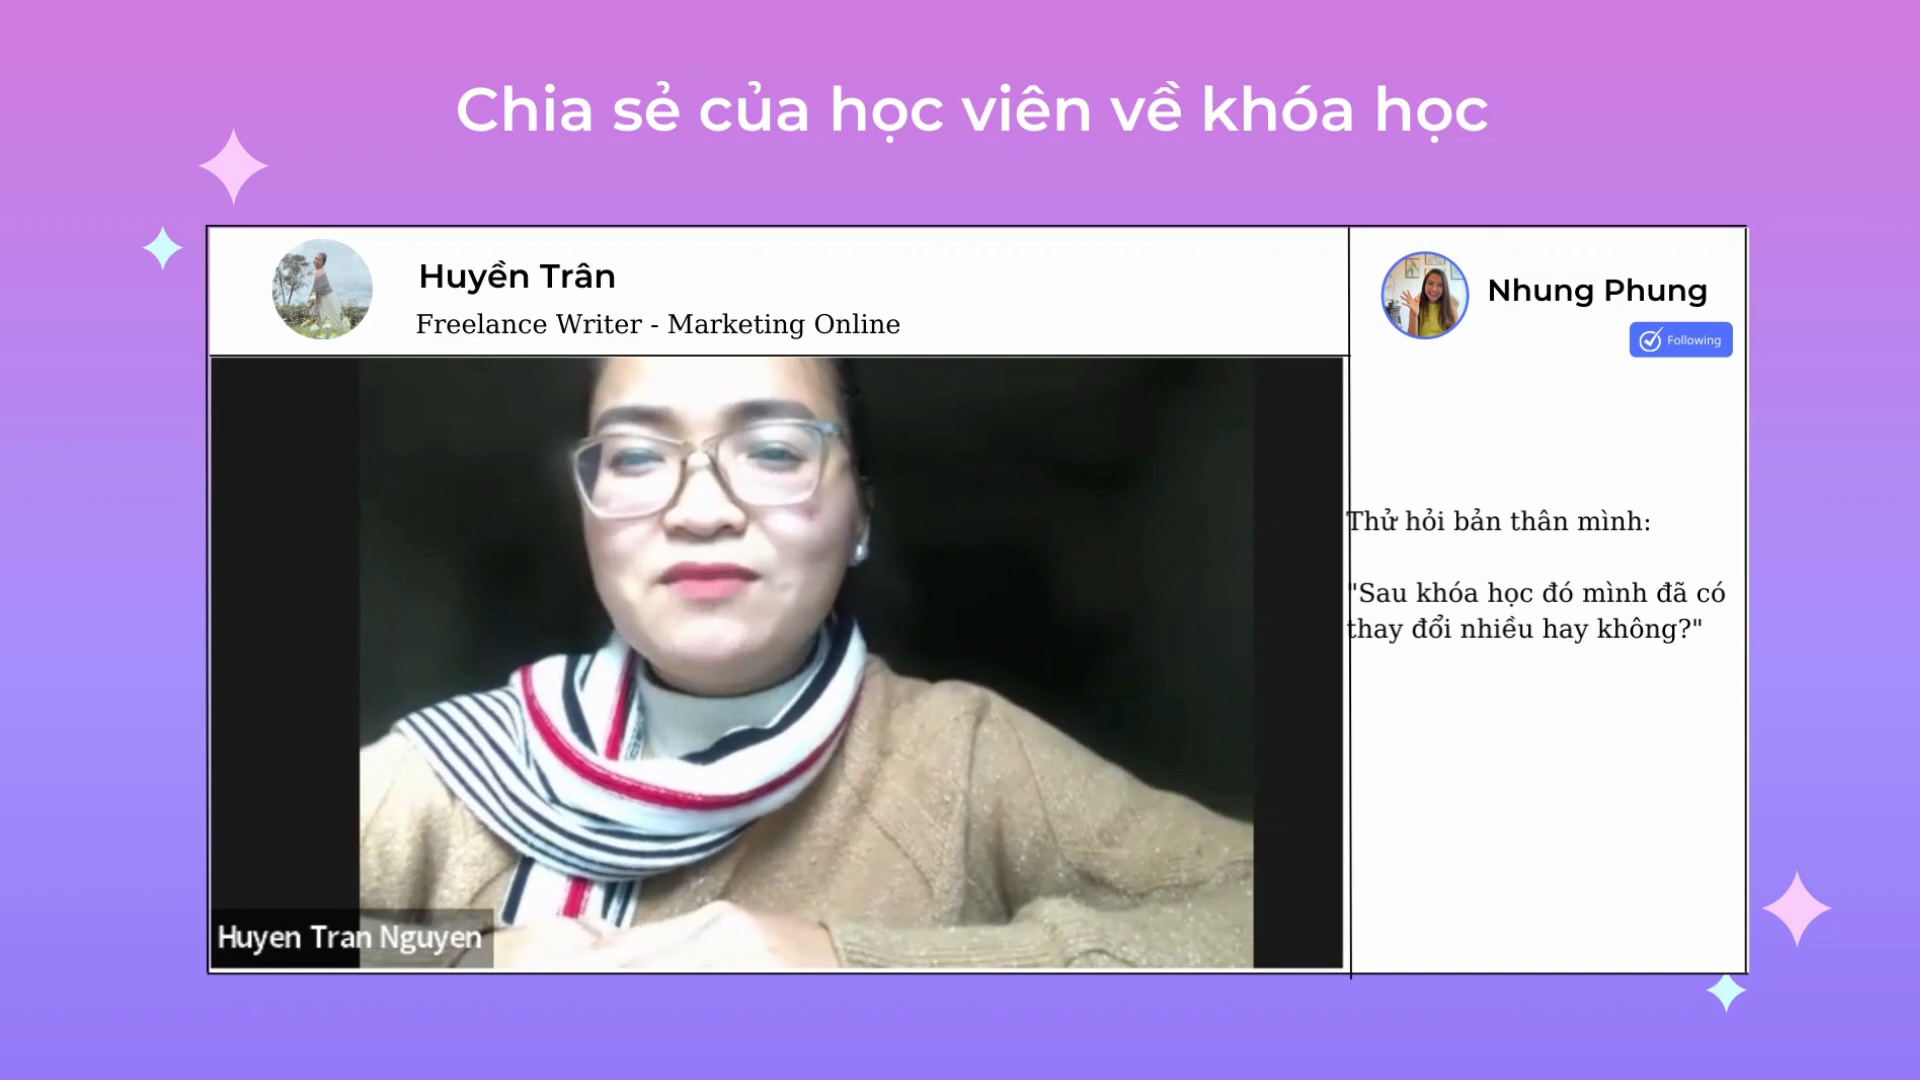 Chia sẻ của học viên về khóa học
Huyền Trân
Freelance Writer - Marketing Online
Huyen Tran Nguyen
Nhung Phung
Following
Thử hỏi bản thân mình:
"Sau khóa học đó mình đã có
thay đổi nhiều hay không?"